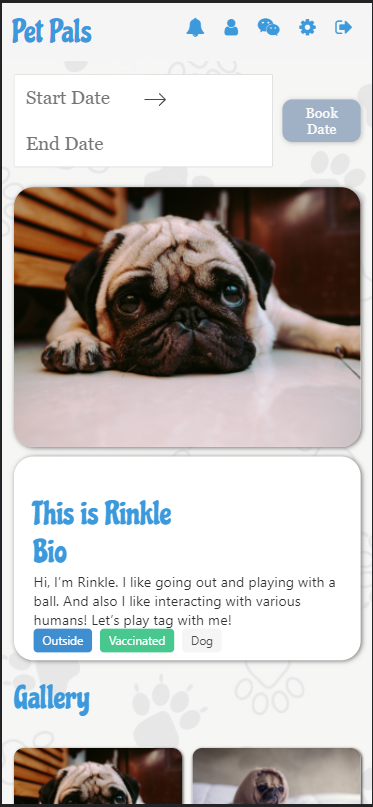 Pet Pals
Start Date
End Date
Book
Date
This is Rinkle
Bio
Hi, I’m Rinkle. I like going out and playing with a
ball. And also I like interacting with various
humans! Let’s play tag with me!
Outside Vaccinated Dog
Gallery